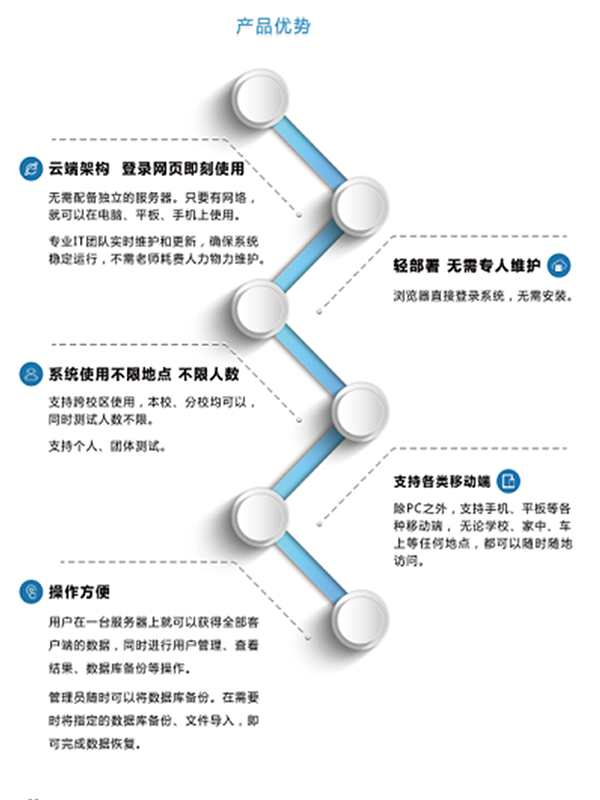 产品优势
云端架构 登录网页即刻使用
无需配备独立的服务器。只要有网络，
就可以在电脑、平板、手机上使用。
专业IT团队实时维护和更新，确保系统
稳定运行，不需老师耗费人力物力维护。
轻部署 无需专人维护
浏览器直接登录系统，无需安装。
系统使用不限地点 不限人数
支持跨校区使用，本校、分校均可以，
同时测试人数不限。
支持个人、团体测试。
支持各类移动端
除PC之外，支持手机、平板等各
种移动端， 无论学校、家中、车
上等任何地点，都可以随时随地
访问。
操作方便
用户在一台服务器上就可以获得全部客
户端的数据，同时进行用户管理、查看
结果、数据库备份等操作。
管理员随时可以将数据库备份。在需要
时将指定的数据库备份、文件导入，即
可完成数据恢复。